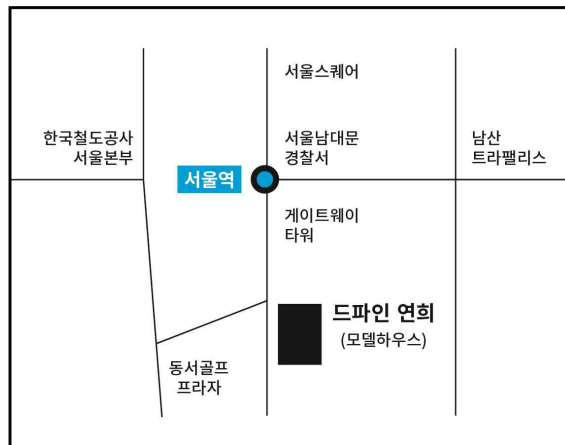 서울스퀘어
한국철도공사
서울본부
서울남대문
경찰서
남산
트라팰리스
서울역
게이트웨이
타워
드파인 연희
(모델하우스)
동서골프
프라자